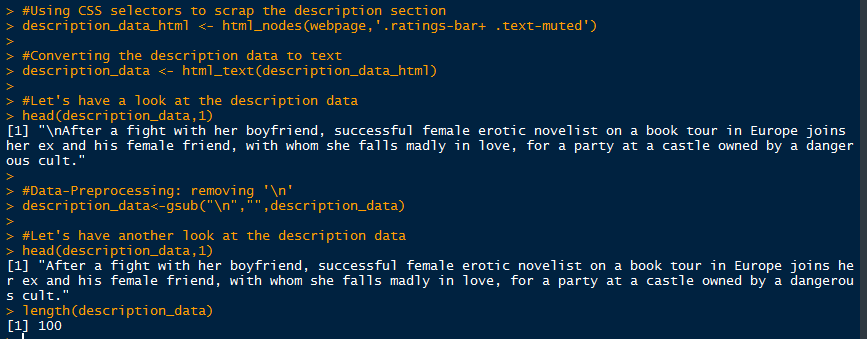 > #Using CSS selectors to scrap the description section
> description_data_html <- html_nodes(webpage,'.ratings-bar+ .text-muted')
>
> #Converting the description data to text
> description_data <- html_text(description_data_html)
>
> #Let's have a look at the description data
> head(description_data,1)
[1] "\nAfter a fight with her boyfriend, successful female erotic novelist on a book tour in Europe joins
her ex and his female friend, with whom she falls madly in love, for a party at a castle owned by a danger
ous cult."
>
> #Data-Preprocessing: removing '\n'
> description_data<-gsub("\n","",description_data)
>
> #Let's have another look at the description data
> head(description_data,1)
[1] "After a fight with her boyfriend, successful female erotic novelist on a book tour in Europe joins he
r ex and his female friend, with whom she falls madly in love, for a party at a castle owned by a dangerou
s cult."
> length(description_data)
[1] 100
>